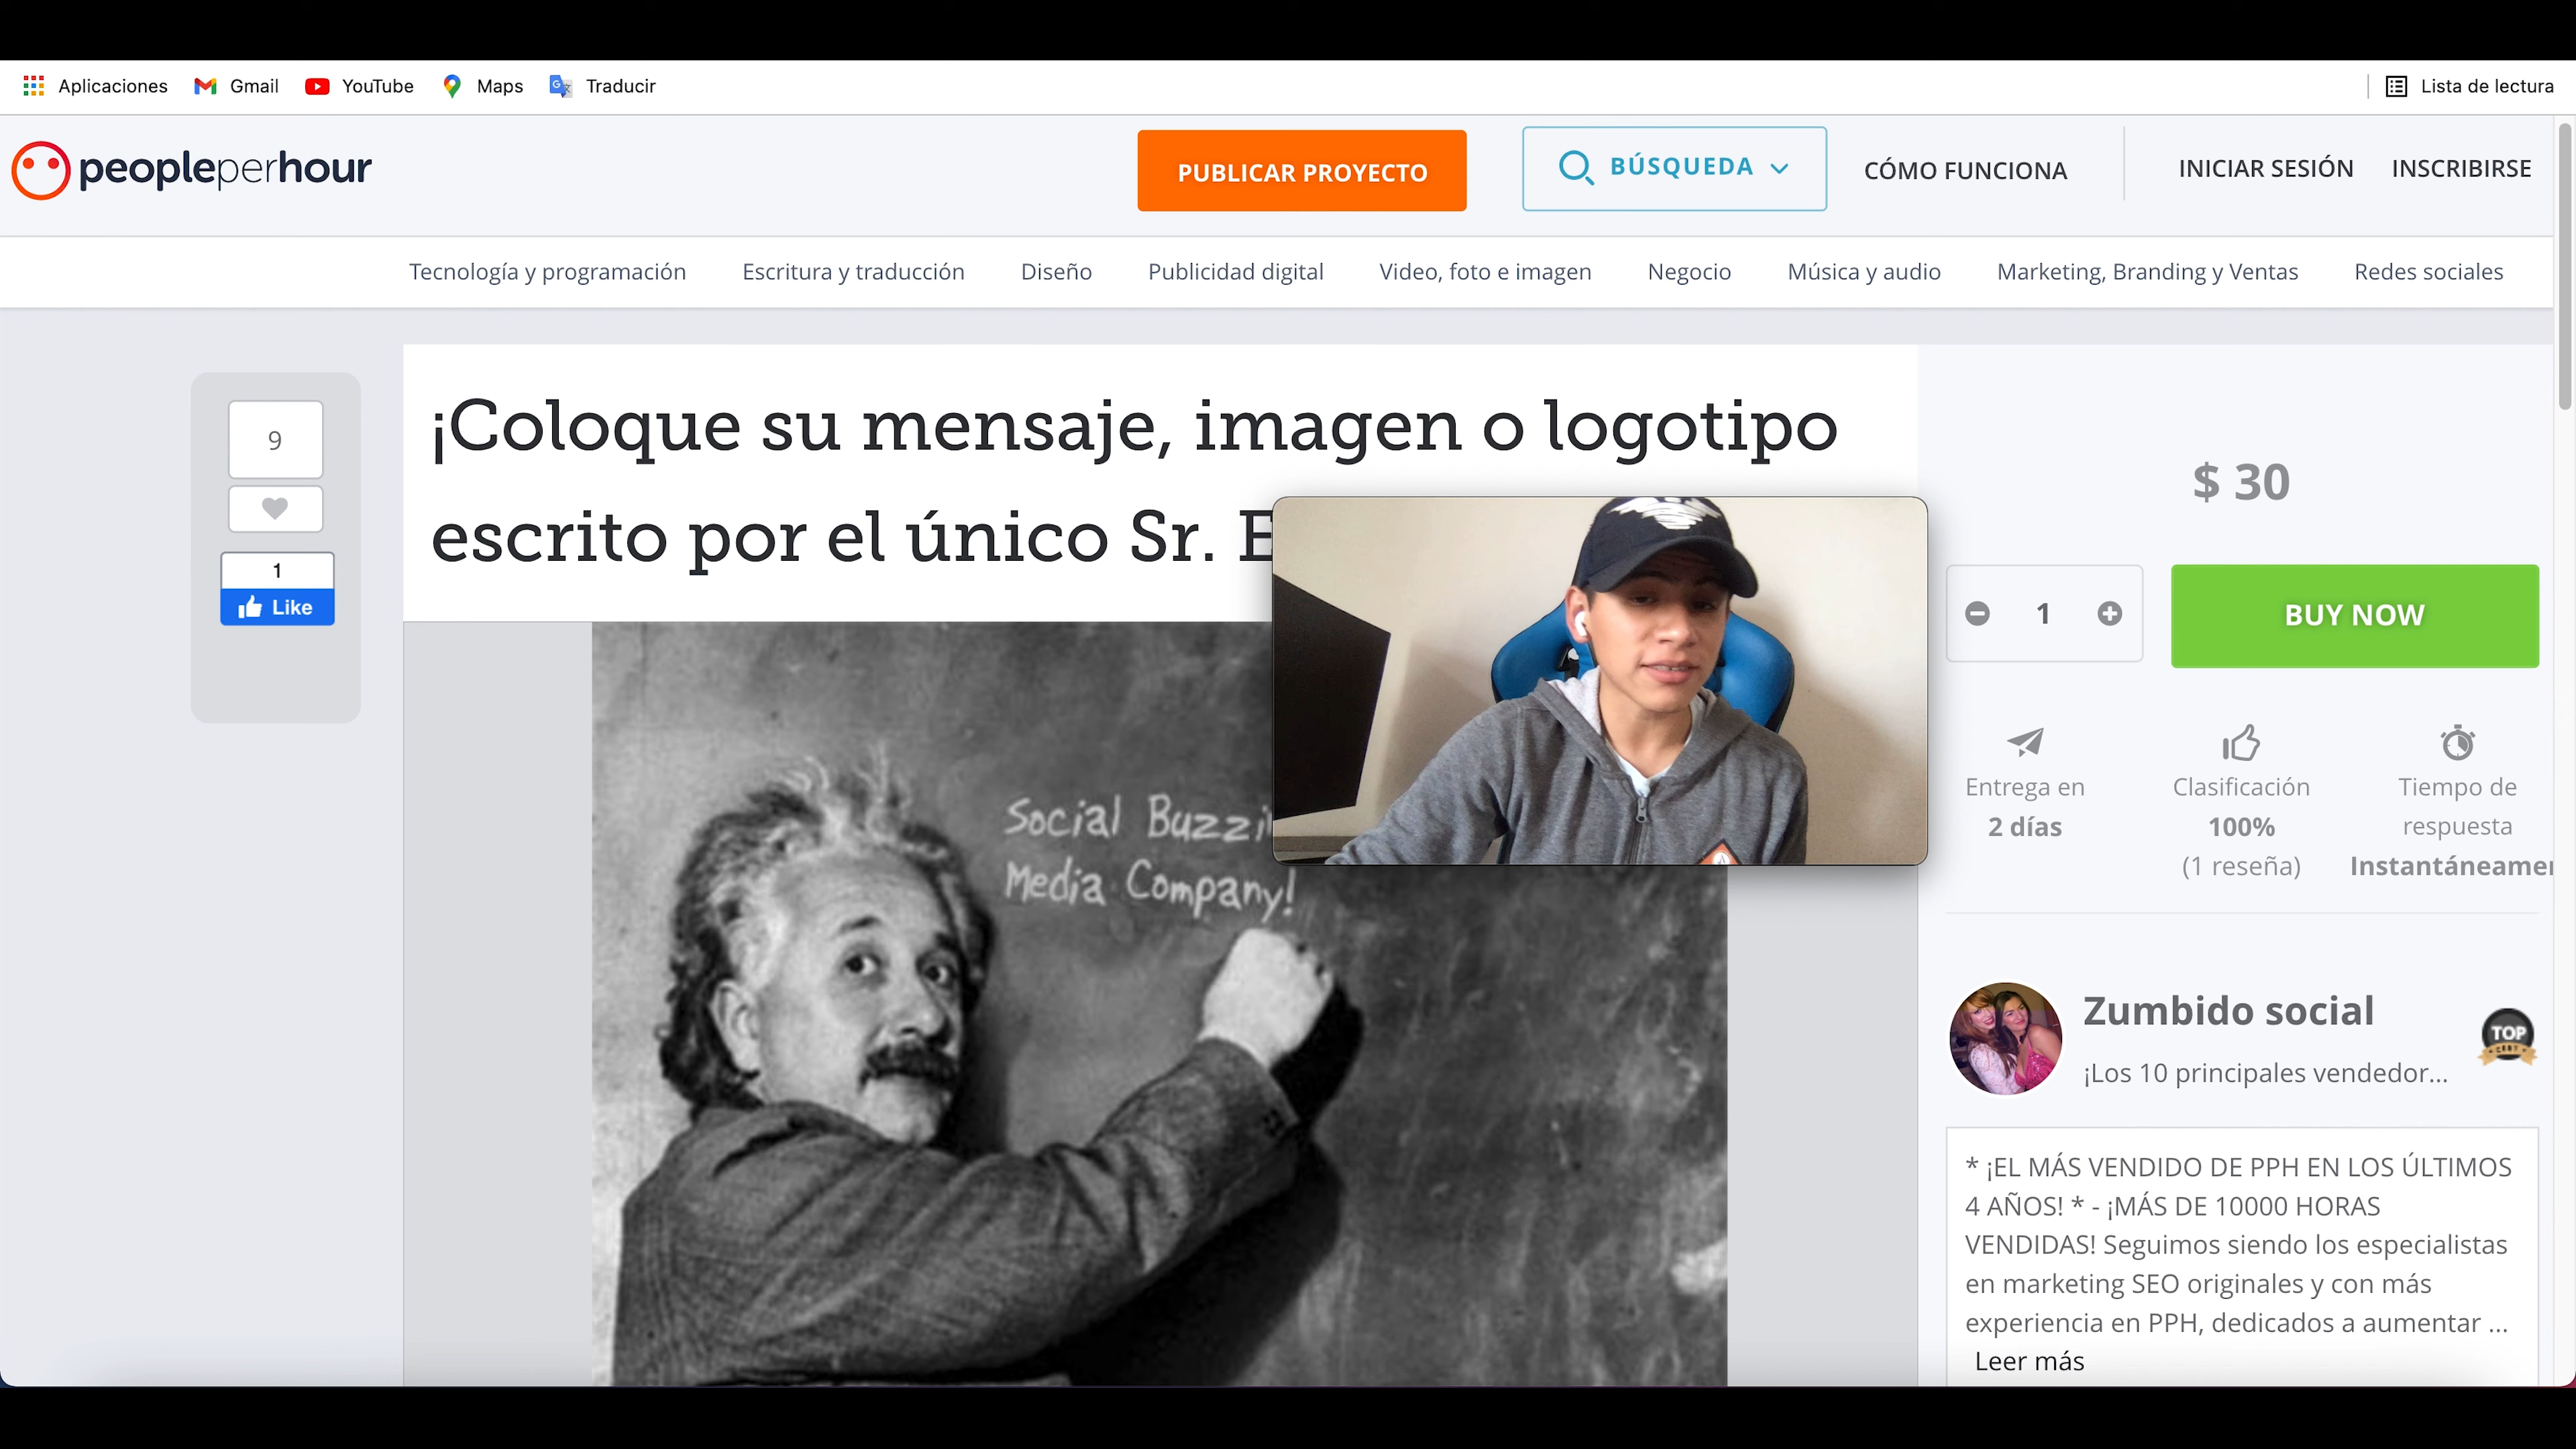 Aplicaciones Gmail YouTube Maps Traducir Lista de lectura
peopleperhour PUBLICAR PROYECTO BÚSQUEDA CÓMO FUNCIONA INICIAR SESIÓN INSCRIBIRSE
Tecnología y programación Escritura y traducción Diseño Publicidad digital Video, foto e imagen Negocio Música y audio Marketing, Branding y Ventas Redes sociales
9
1
Like
¡Coloque su mensaje, imagen o logotipo
escrito por el único Sr.
Social
Media Company!
$ 30
1 BUY NOW
Entrega en
2 días
Clasificación
100%
(1 reseña)
Tiempo de
respuesta
Zumbido social
TOP
CERT
¡Los 10 principales vendedor...
* ¡EL MÁS VENDIDO DE PPH EN LOS ÚLTIMOS
4 AÑOS! * - ¡MÁS DE 10000 HORAS
VENDIDAS! Seguimos siendo los especialistas
en marketing SEO originales y con más
experiencia en PPH, dedicados a aumentar ...
Leer más